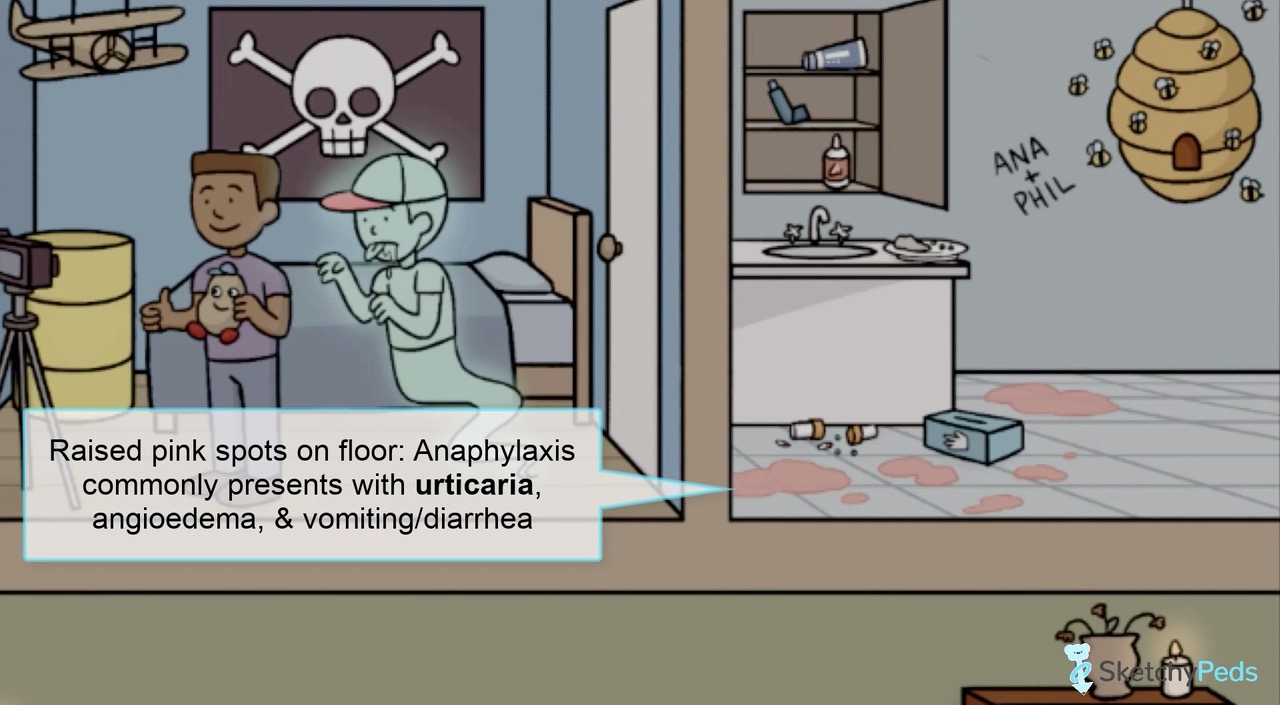 ANA
+
PHIL
Raised pink spots on floor: Anaphylaxis
commonly presents with urticaria,
angioedema, & vomiting/diarrhea
SketchyPeds